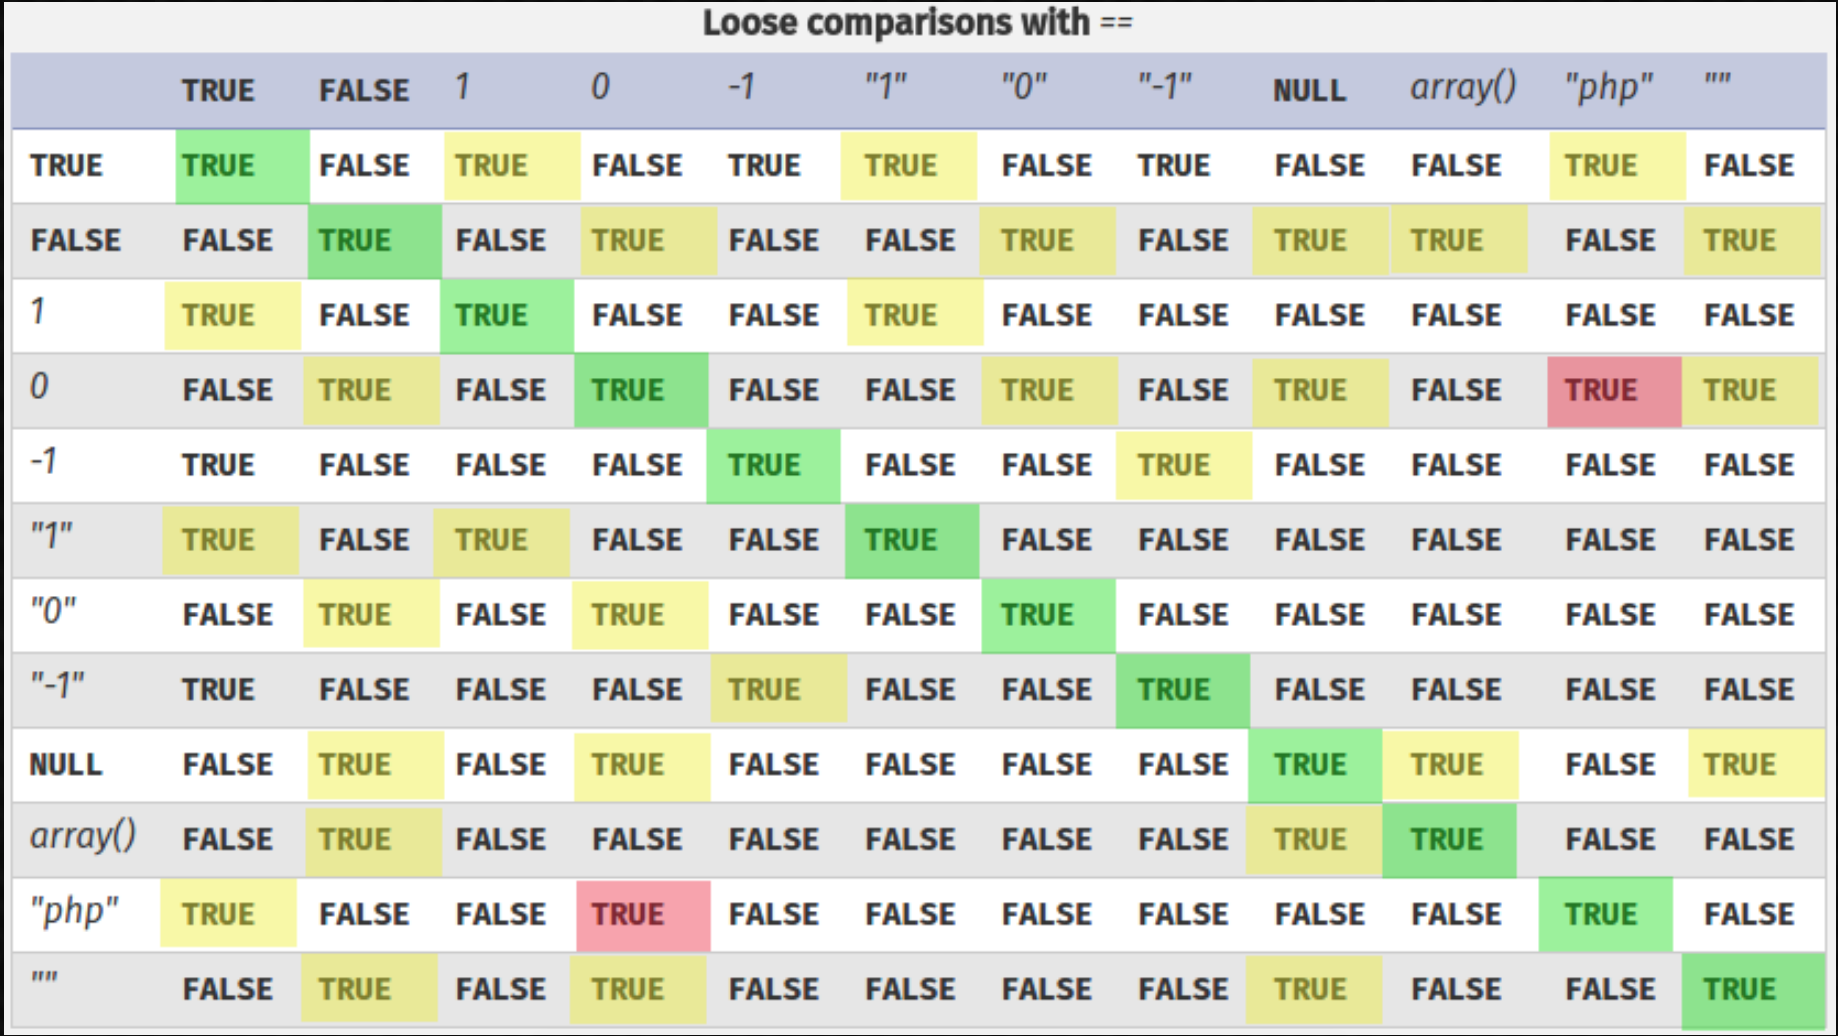 Loose comparisons with ==
TRUE FALSE 1 0 -1 "1" "0" "-1" NULL array() "php" ""
TRUE TRUE FALSE TRUE FALSE TRUE TRUE FALSE TRUE FALSE FALSE TRUE FALSE
FALSE FALSE TRUE FALSE TRUE FALSE FALSE TRUE FALSE TRUE TRUE FALSE TRUE
1 TRUE FALSE TRUE FALSE FALSE TRUE FALSE FALSE FALSE FALSE FALSE FALSE
0 FALSE TRUE FALSE TRUE FALSE FALSE TRUE FALSE TRUE FALSE TRUE TRUE
-1 TRUE FALSE FALSE FALSE TRUE FALSE FALSE TRUE FALSE FALSE FALSE FALSE
"1" TRUE FALSE TRUE FALSE FALSE TRUE FALSE FALSE FALSE FALSE FALSE FALSE
"0" FALSE TRUE FALSE TRUE FALSE FALSE TRUE FALSE FALSE FALSE FALSE FALSE
"-1" TRUE FALSE FALSE FALSE TRUE FALSE FALSE TRUE FALSE FALSE FALSE FALSE
NULL FALSE TRUE FALSE TRUE FALSE FALSE FALSE FALSE TRUE TRUE FALSE TRUE
array() FALSE TRUE FALSE FALSE FALSE FALSE FALSE FALSE TRUE TRUE FALSE FALSE
"php" TRUE FALSE FALSE TRUE FALSE FALSE FALSE FALSE FALSE FALSE TRUE FALSE
"" FALSE TRUE FALSE TRUE FALSE FALSE FALSE FALSE TRUE FALSE FALSE TRUE